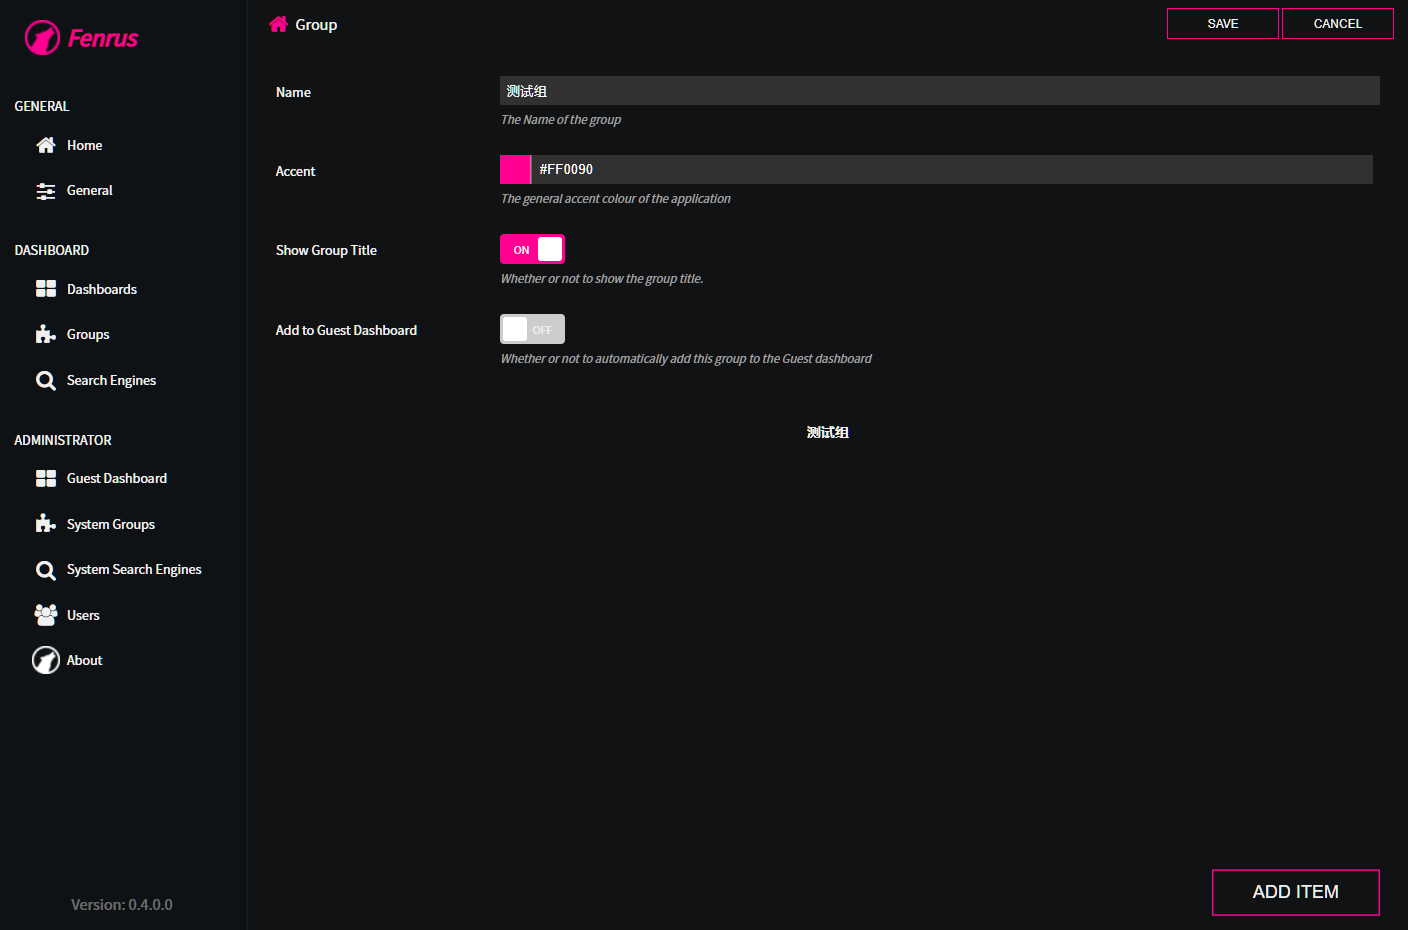 Fenrus
GENERAL
Home
General
DASHBOARD
Dashboards
Groups
Search Engines
ADMINISTRATOR
Guest Dashboard
System Groups
System Search Engines
Users
About
Version: 0.4.0.0
Group
SAVE
CANCEL
Name
测试组
The Name of the group
Accent
#FF0090
The general accent colour of the application
Show Group Title
ON
Whether or not to show the group title.
Add to Guest Dashboard
OFF
Whether or not to automatically add this group to the Guest dashboard
测试组
ADD ITEM